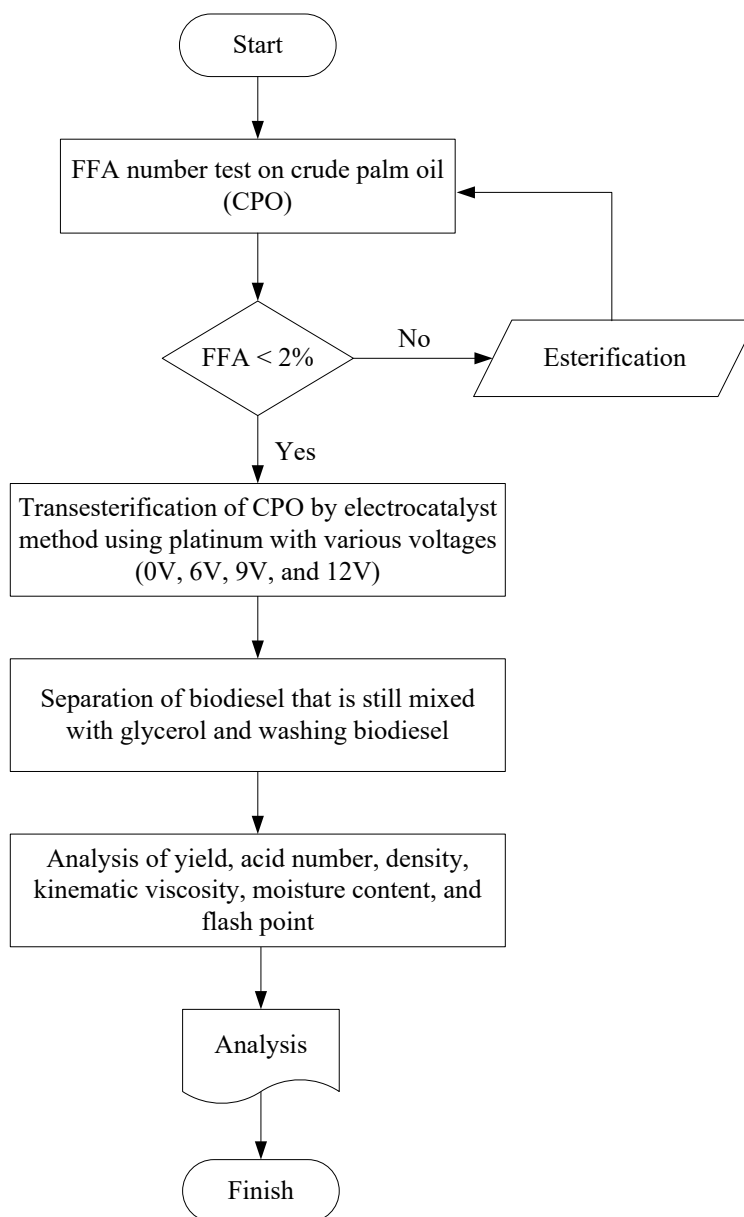 Start
FFA number test on crude palm oil
(CPO)
FFA < 2%
No
Esterification
Yes
Transesterification of CPO by electrocatalyst
method using platinum with various voltages
(0V, 6V, 9V, and 12V)
Separation of biodiesel that is still mixed
with glycerol and washing biodiesel
Analysis of yield, acid number, density,
kinematic viscosity, moisture content, and
flash point
Analysis
Finish